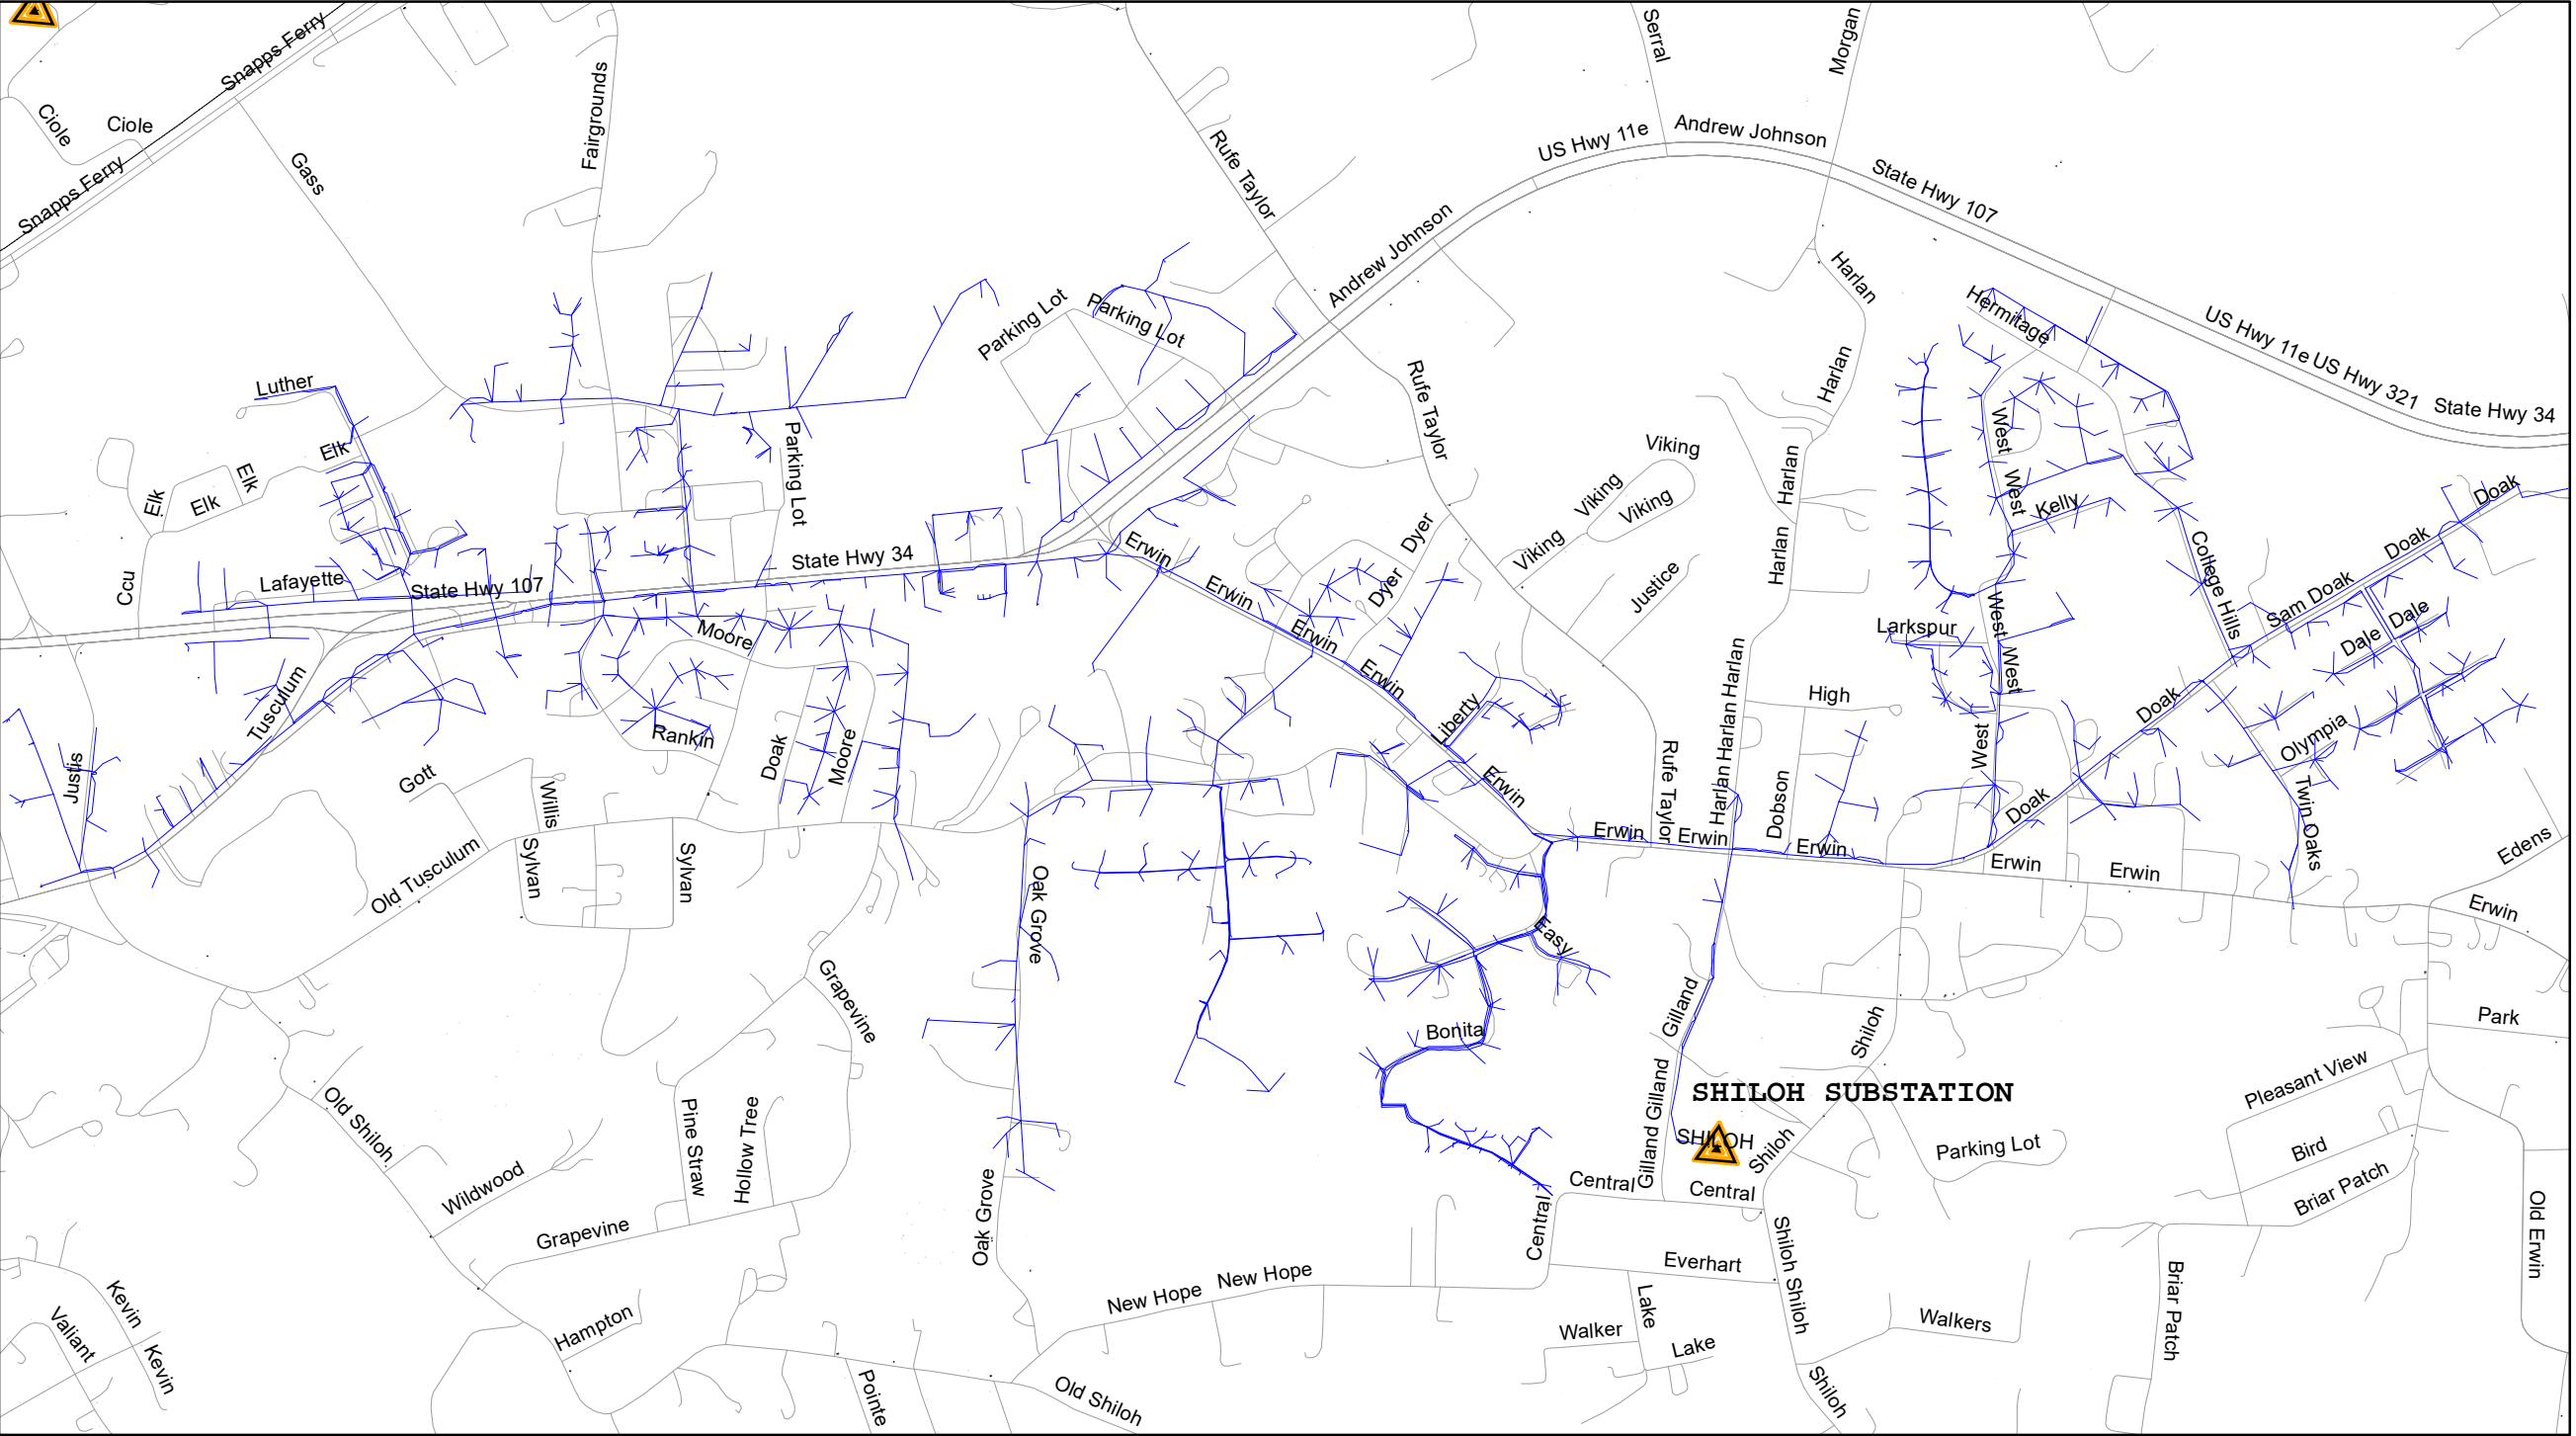 Snapps Ferry
Snapps Ferry
Ciole
Ciole
Gass
Fairgrounds
Rufe Taylor
Serral
Morgan
US Hwy 11e
Andrew Johnson
State Hwy 107
Andrew Johnson
Harlan
Hermitage
US Hwy 11e
US Hwy 321
State Hwy 34
Parking Lot
Parking Lot
Luther
Elk
Elk
Elk
Elk
Parking Lot
Rufe Taylor
Harlan
Viking
Viking
Viking
Viking
Harlan
Harlan
West
West
Kelly
Doak
Doak
College Hills
Sam Doak
Dale
Dale
Ccu
Lafayette
State Hwy 107
State Hwy 34
Erwin
Erwin
Erwin
Erwin
Dyer
Dyer
Justice
Larkspur
West
West
Moore
Tusculum
Rankin
Doak
Moore
Justis
Liberty
Harlan Harlan Harlan
High
West
Doak
Olympia
Gott
Willis
Erwin
Rufe Taylor
Dobson
Doak
Twin Oaks
Erwin
Erwin
Erwin
Erwin
Erwin
Edens
Erwin
Old Tusculum
Sylvan
Sylvan
Oak Grove
Easy
Grapevine
Gilland
Bonita
Shiloh
Park
Pleasant View
Old Shiloh
Pine Straw
Hollow Tree
Gilland Gilland
SHILOH SUBSTATION
SHILOH
Shiloh
Parking Lot
Bird
Briar Patch
Wildwood
Grapevine
Oak Grove
Central
Central
Central
Old Erwin
Everhart
Shiloh Shiloh
Briar Patch
New Hope
New Hope
Kevin
Valiant
Kevin
Hampton
Lake
Walker
Lake
Walkers
Pointe
Old Shiloh
Shiloh